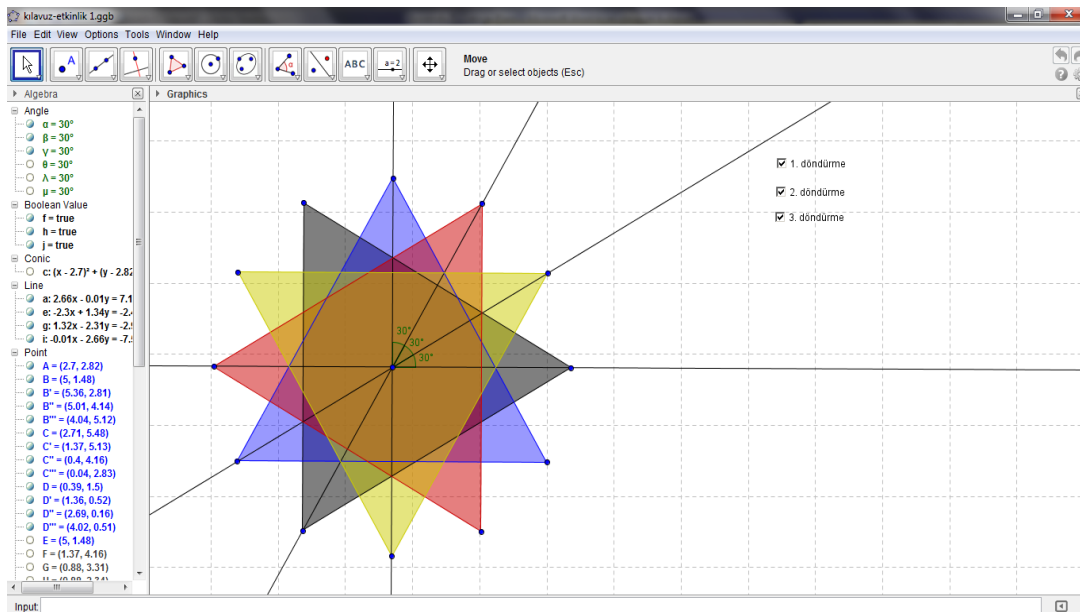 kılavuz-etkinlik 1.ggb
File Edit View Options Tools Window Help
A
α
ABC
a=2
Move
Drag or select objects (Esc)
Algebra
Graphics
Angle
α = 30°
β = 30°
γ = 30°
θ = 30°
λ = 30°
μ = 30°
Boolean Value
f = true
h = true
j = true
Conic
c: (x - 2.7)² + (y - 2.82
Line
a: 2.66x - 0.01y = 7.1
e: -2.3x + 1.34y = -2.
g: 1.32x - 2.31y = -2.
i: -0.01x - 2.66y = -7.
Point
A = (2.7, 2.82)
B = (5, 1.48)
B' = (5.36, 2.81)
B'' = (5.01, 4.14)
B''' = (4.04, 5.12)
C = (2.71, 5.48)
C' = (1.37, 5.13)
C'' = (0.4, 4.16)
C''' = (0.04, 2.83)
D = (0.39, 1.5)
D' = (1.36, 0.52)
D'' = (2.69, 0.16)
D''' = (4.02, 0.51)
E = (5, 1.48)
F = (1.37, 4.16)
G = (0.88, 3.31)
1. döndürme
2. döndürme
3. döndürme
30°
30°
30°
Input: